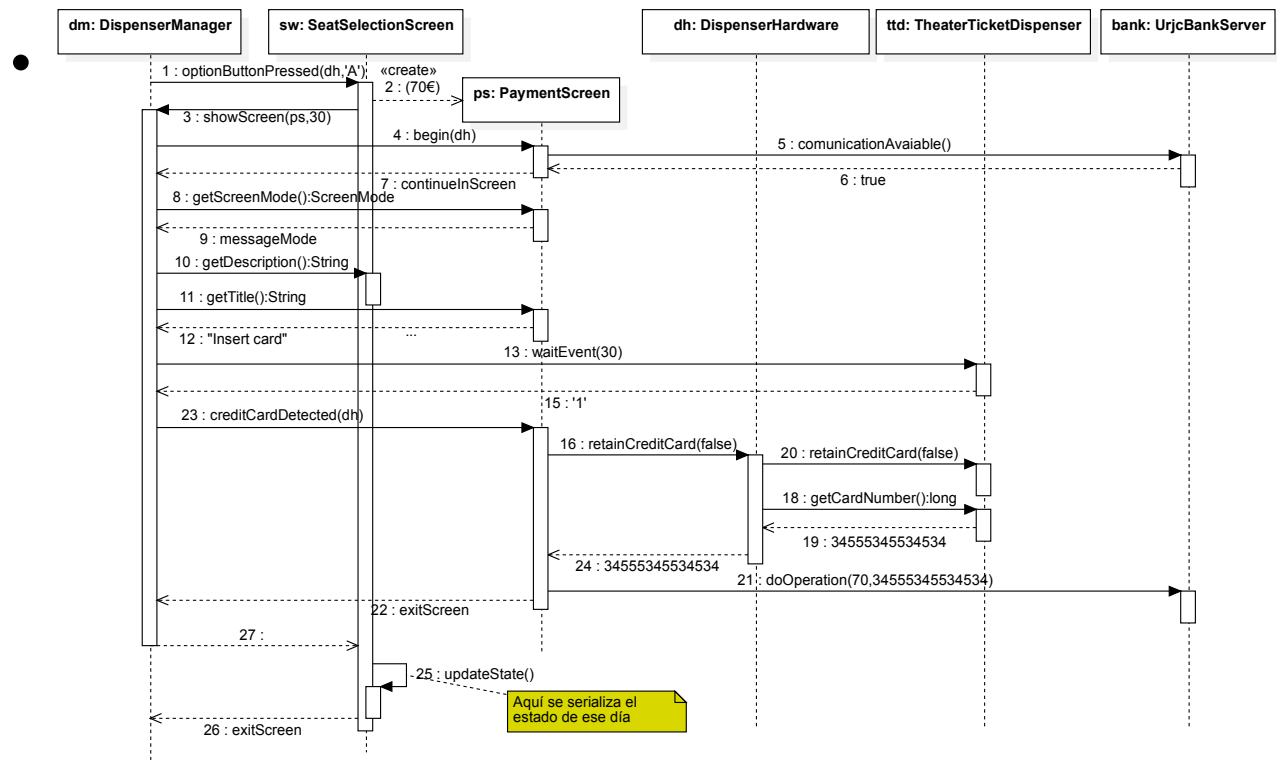 dm: DispenserManager
sw: SeatSelectionScreen
dh: DispenserHardware
ttd: TheaterTicketDispenser
bank: UrjcBankServer
1 : optionButtonPressed(dh,'A')
«create»
2 : (70€)
ps: PaymentScreen
3 : showScreen(ps,30)
4 : begin(dh)
5 : comunicationAvaiable()
6 : true
7 : continueInScreen
8 : getScreenMode():ScreenMode
9 : messageMode
10 : getDescription():String
11 : getTitle():String
12 : "Insert card"
...
13 : waitEvent(30)
15 : '1'
23 : creditCardDetected(dh)
16 : retainCreditCard(false)
20 : retainCreditCard(false)
18 : getCardNumber():long
19 : 34555345534534
24 : 34555345534534
21 : doOperation(70,34555345534534)
22 : exitScreen
27 :
25 : updateState()
Aquí se serializa el
estado de ese día
26 : exitScreen